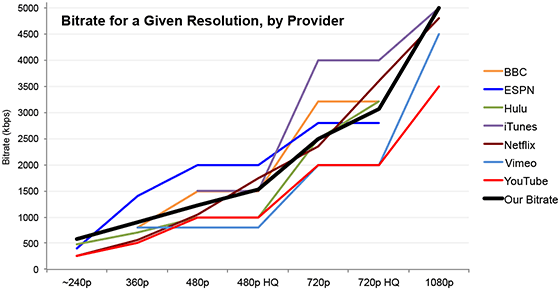 Bitrate for a Given Resolution, by Provider
Bitrate (kbps)
5000
4500
4000
3500
3000
2500
2000
1500
1000
500
0
~240p 360p 480p 480p HQ 720p 720p HQ 1080p
BBC
ESPN
Hulu
iTunes
Netflix
Vimeo
YouTube
Our Bitrate